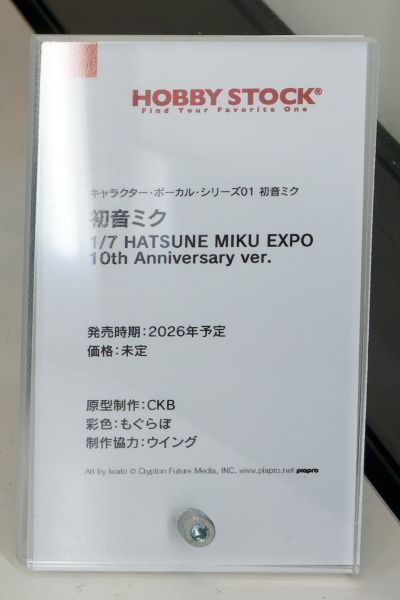 HOBBY STOCK®
Find Your Favorite One
キャラクター・ボーカル・シリーズ01 初音ミク
初音ミク
1/7 HATSUNE MIKU EXPO
10th Anniversary ver.
発売時期:2026年予定
価格:未定
原型制作:CKB
彩色:もぐらぼ
制作協力:ウイング
Art by Iwato © Crypton Future Media, INC. www.piapro.net piapro